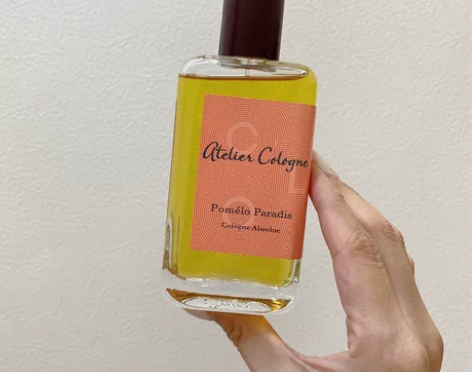 Atelier Cologne
Pomélo Paradis
Cologne Absolue